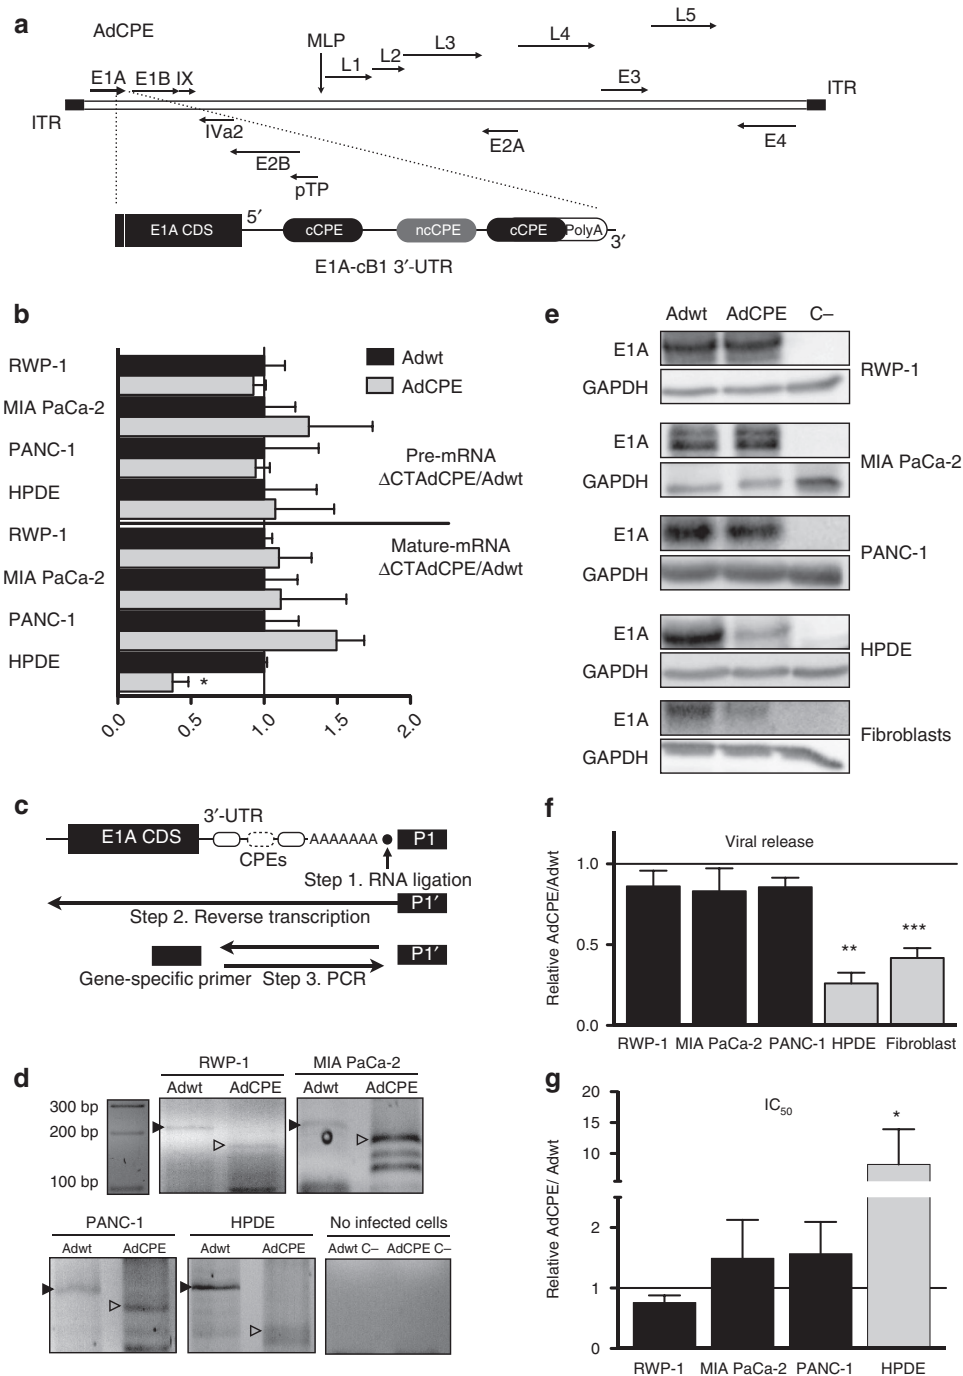 a
AdCPE
MLP
L1
L2
L3
L4
L5
E1A
E1B
IX
E3
ITR
ITR
IVa2
E2B
pTP
E2A
E4
E1A CDS
5′
cCPE
ncCPE
cCPE
PolyA
3′
E1A-cB1 3′-UTR
b
Adwt
AdCPE
RWP-1
MIA PaCa-2
PANC-1
HPDE
Pre-mRNA
ΔCTAdCPE/Adwt
RWP-1
MIA PaCa-2
PANC-1
HPDE
Mature-mRNA
ΔCTAdCPE/Adwt
*
0.0
0.5
1.0
1.5
2.0
c
3′-UTR
E1A CDS
CPEs
AAAAAAA
P1
Step 1. RNA ligation
P1′
Step 2. Reverse transcription
P1′
Gene-specific primer
Step 3. PCR
d
RWP-1
MIA PaCa-2
Adwt
AdCPE
Adwt
AdCPE
300 bp
200 bp
100 bp
PANC-1
HPDE
No infected cells
Adwt
AdCPE
Adwt
AdCPE
Adwt C–
AdCPE C–
e
Adwt
AdCPE
C–
E1A
GAPDH
RWP-1
E1A
GAPDH
MIA PaCa-2
E1A
GAPDH
PANC-1
E1A
GAPDH
HPDE
E1A
GAPDH
Fibroblasts
f
Viral release
Relative AdCPE/Adwt
1.0
0.5
0.0
**
***
RWP-1
MIA PaCa-2
PANC-1
HPDE
Fibroblast
g
IC50
Relative AdCPE/ Adwt
20
15
10
5
2
1
0
*
RWP-1
MIA PaCa-2
PANC-1
HPDE